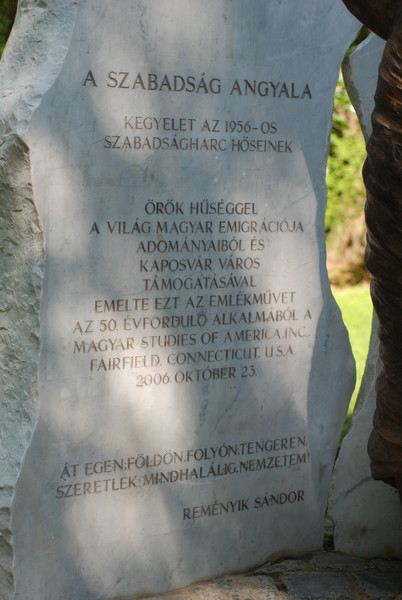 A SZABADSÁG ANGYALA
KEGYELET AZ 1956-OS
SZABADSÁGHARC HŐSEINEK
ÖRÖK HŰSÉGGEL
A VILÁG MAGYAR EMIGRÁCIÓJA
ADOMÁNYAIBÓL ÉS
KAPOSVÁR VÁROS
TÁMOGATÁSÁVAL
EMELTE EZT AZ EMLÉKMŰVET
AZ 50. ÉVFORDULÓ ALKALMÁBÓL A
MAGYAR STUDIES OF AMERICA, INC.
FAIRFIELD, CONNECTICUT. U.S.A.
2006. OKTÓBER 23.
ÁT EGEN, FÖLDÖN, FOLYÓN, TENGEREN,
SZERETLEK MINDHALÁLIG, NEMZETEM!
REMÉNYIK SÁNDOR